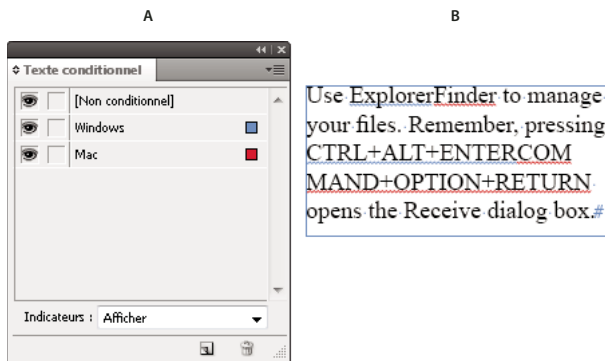 A
B
Texte conditionnel
[Non conditionnel]
Windows
Mac
Indicateurs : Afficher
Use ExplorerFinder to manage
your files. Remember, pressing
CTRL+ALT+ENTERCOM
MAND+OPTION+RETURN
opens the Receive dialog box.#